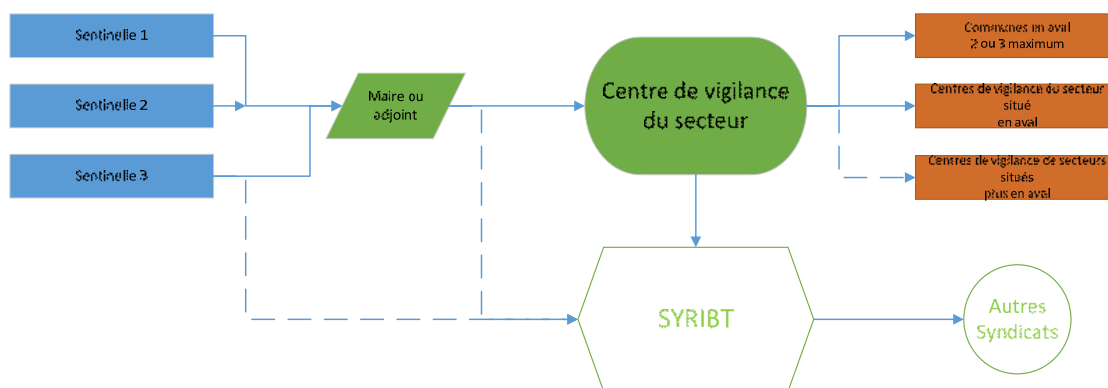 Sentinelle 1
Sentinelle 2
Sentinelle 3
Maire ou
adjoint
Centre de vigilance
du secteur
Communes en aval
2 ou 3 maximum
Centres de vigilance du secteur
situé
en aval
Centres de vigilance de secteurs
situés
plus en aval
SYRIBT
Autres
Syndicats